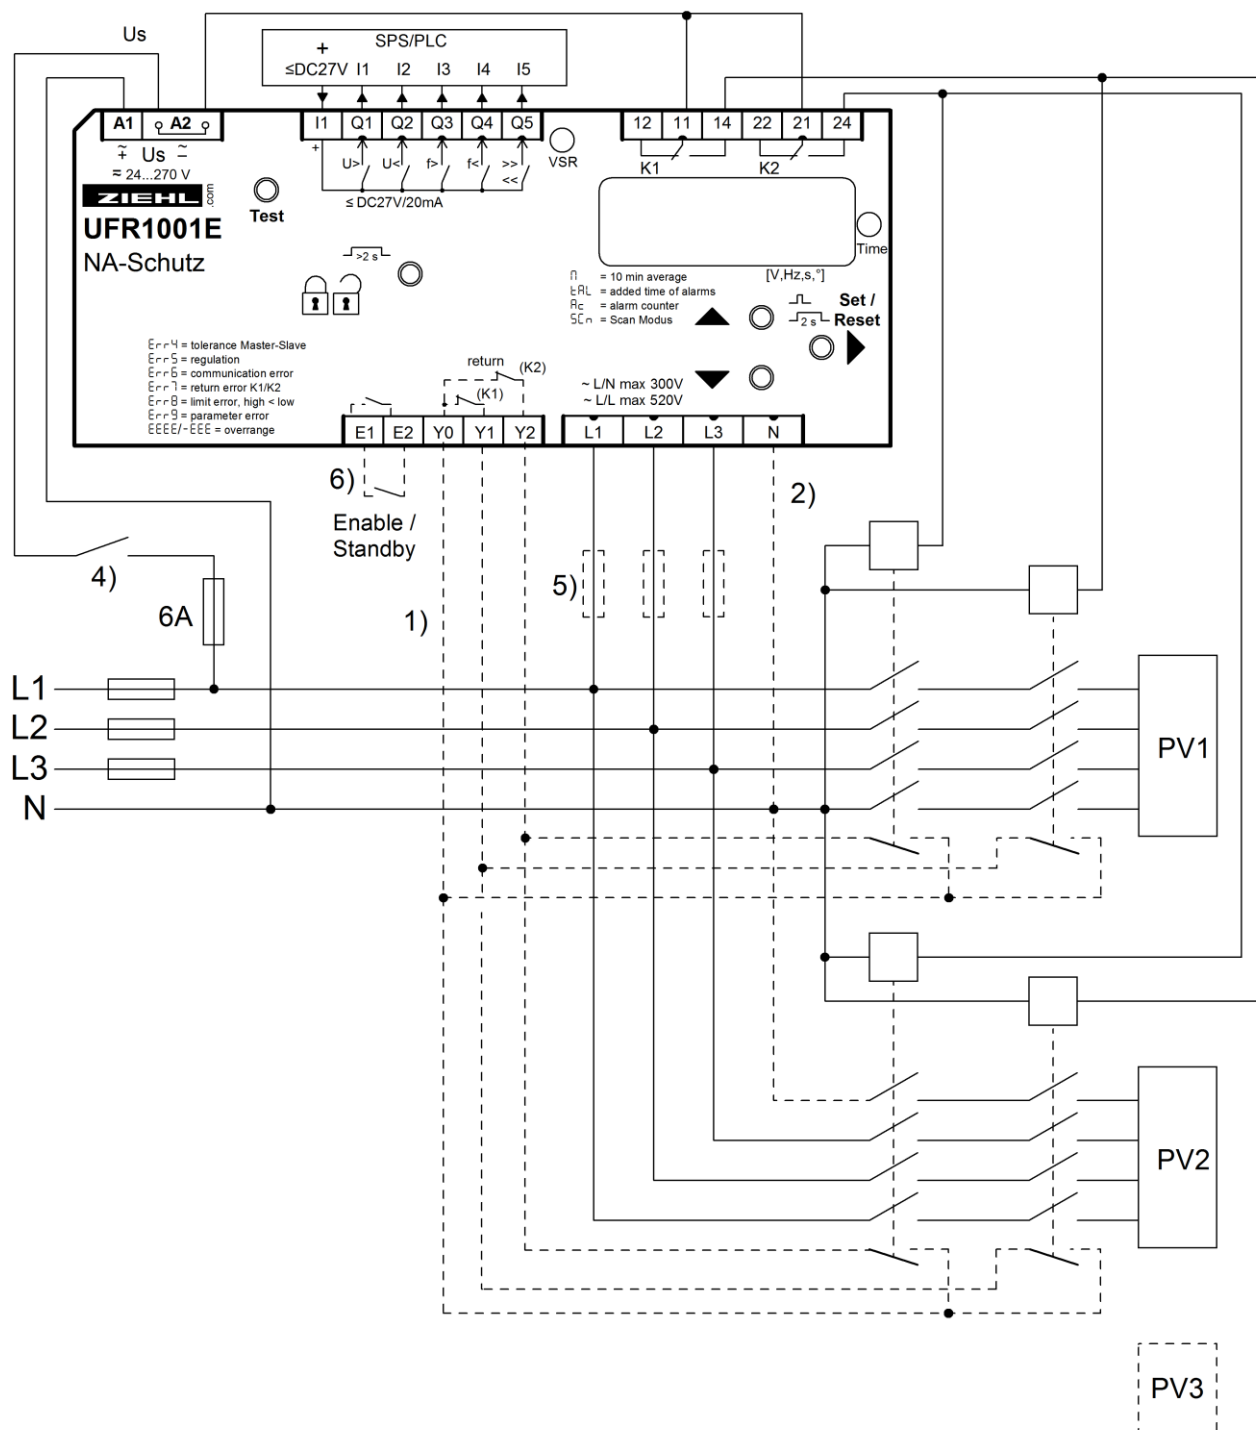 Us
SPS/PLC
+
≤DC27V I1 I2 I3 I4 I5
A1 A2 I1 Q1 Q2 Q3 Q4 Q5 12 11 14 22 21 24
~ ~
+ Us −
≂ 24...270 V
+ U> U< f> f< >>
<<
VSR
K1 K2
≤ DC27V/20mA
ZIEHL.com
Test
UFR1001E
NA-Schutz
Time
>2 s
[V,Hz,s,°]
n = 10 min average
tAL = added time of alarms
Ac = alarm counter
SCn = Scan Modus
Set /
2 s Reset
Err4 = tolerance Master-Slave
Err5 = regulation
Err6 = communication error
Err7 = return error K1/K2
Err8 = limit error, high < low
Err9 = parameter error
EEEE/-EEE = overrange
return (K2)
(K1)
~ L/N max 300V
~ L/L max 520V
E1 E2 Y0 Y1 Y2 L1 L2 L3 N
6)
2)
Enable /
Standby
4)
5)
6A
1)
L1
L2
L3
N
PV1
PV2
PV3